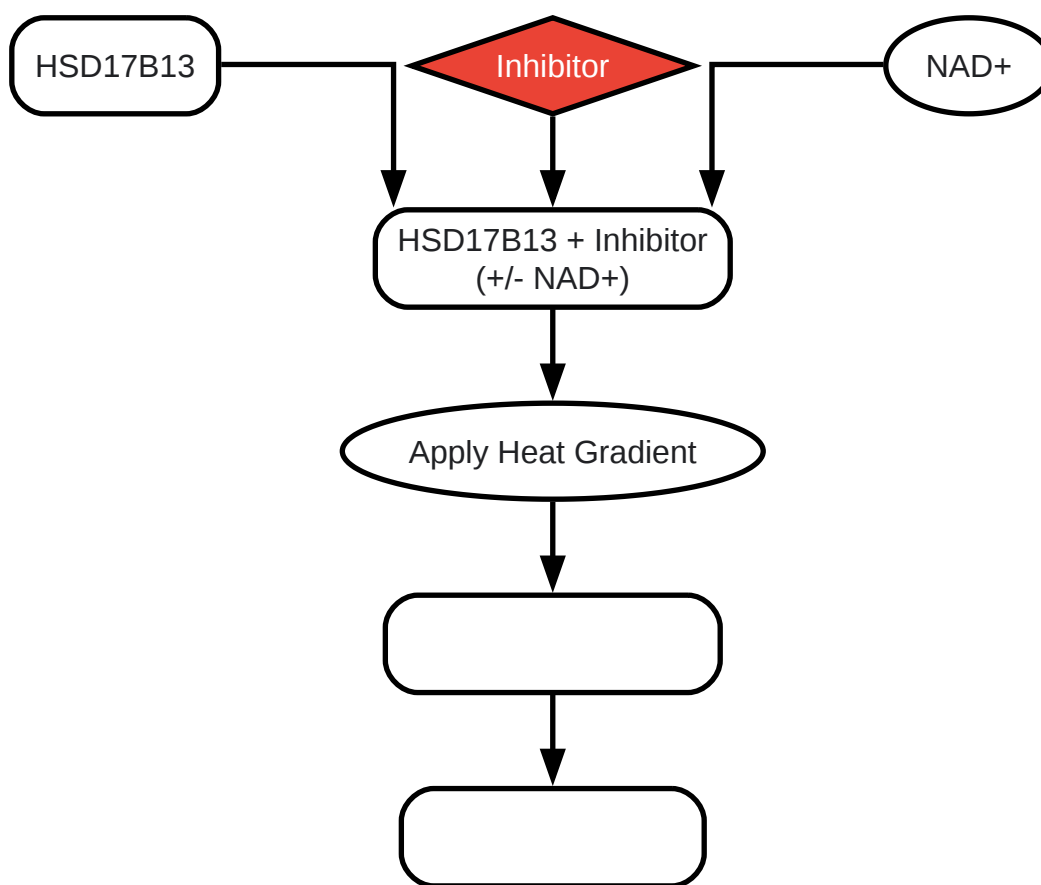 HSD17B13
Inhibitor
NAD+
HSD17B13 + Inhibitor
(+/- NAD+)
Apply Heat Gradient